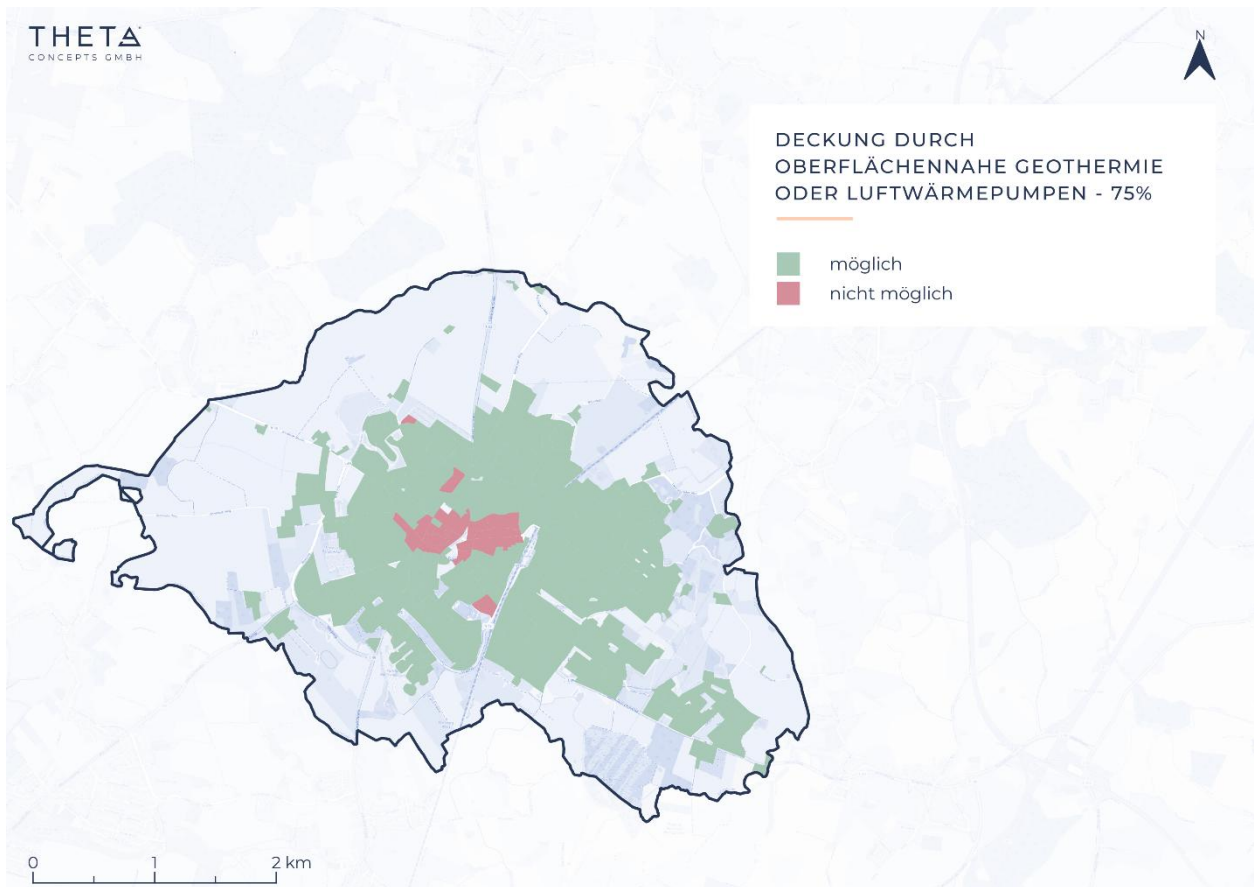 THETA
CONCEPTS GMBH
N
DECKUNG DURCH
OBERFLÄCHENNAHE GEOTHERMIE
ODER LUFTWÄRMEPUMPEN - 75%
möglich
nicht möglich
0 1 2 km